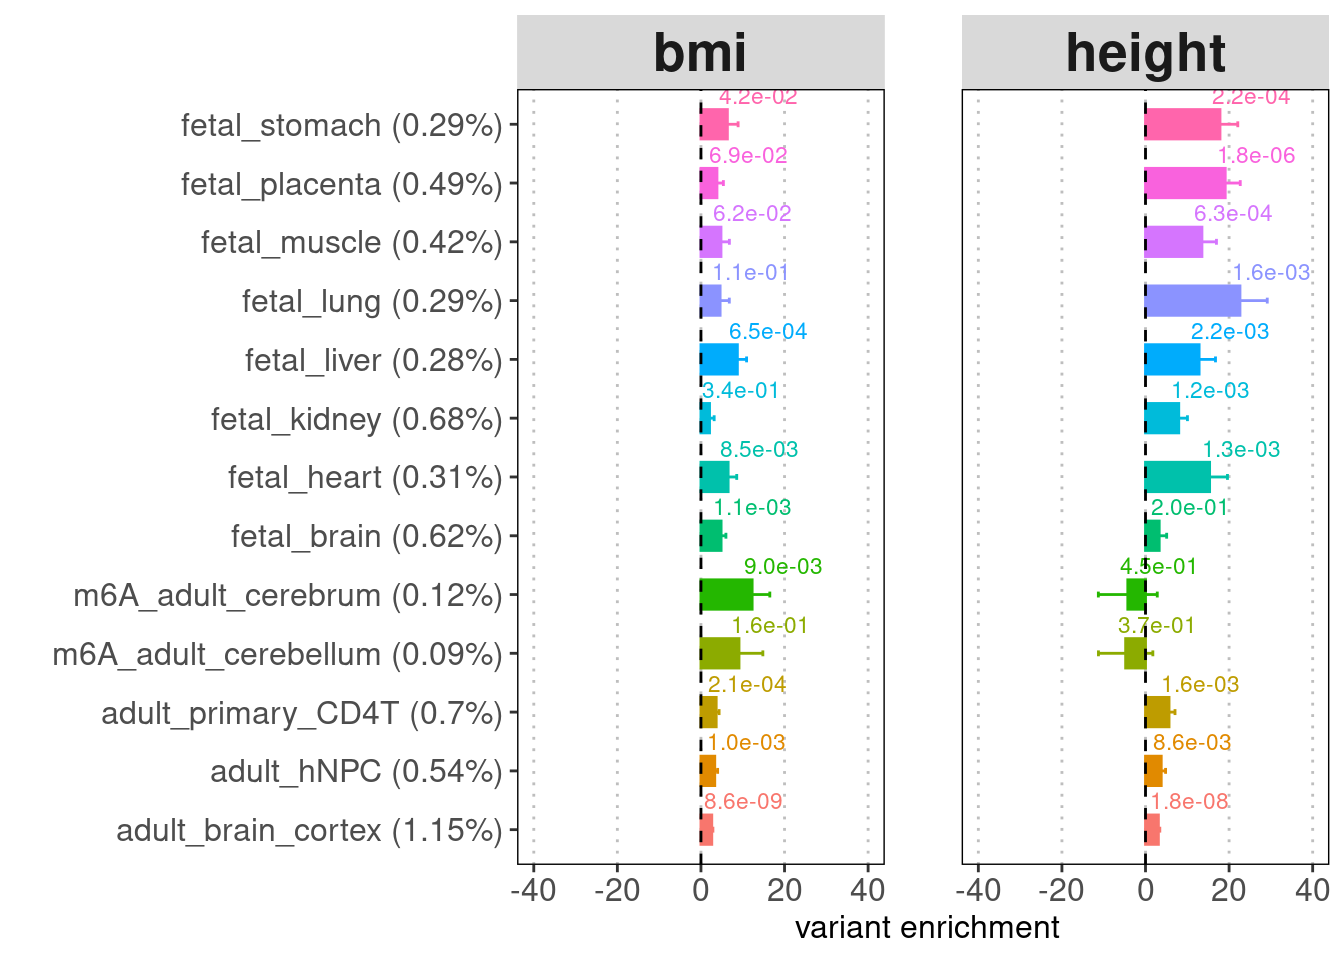 bmi height
4.2e-02 2.2e-04
fetal_stomach (0.29%)
6.9e-02 1.8e-06
fetal_placenta (0.49%)
6.2e-02 6.3e-04
fetal_muscle (0.42%)
1.1e-01 1.6e-03
fetal_lung (0.29%)
6.5e-04 2.2e-03
fetal_liver (0.28%)
3.4e-01 1.2e-03
fetal_kidney (0.68%)
8.5e-03 1.3e-03
fetal_heart (0.31%)
1.1e-03 2.0e-01
fetal_brain (0.62%)
9.0e-03 4.5e-01
m6A_adult_cerebrum (0.12%)
1.6e-01 3.7e-01
m6A_adult_cerebellum (0.09%)
2.1e-04 1.6e-03
adult_primary_CD4T (0.7%)
1.0e-03 8.6e-03
adult_hNPC (0.54%)
8.6e-09 1.8e-08
adult_brain_cortex (1.15%)
-40 -20 0 20 40 -40 -20 0 20 40
variant enrichment